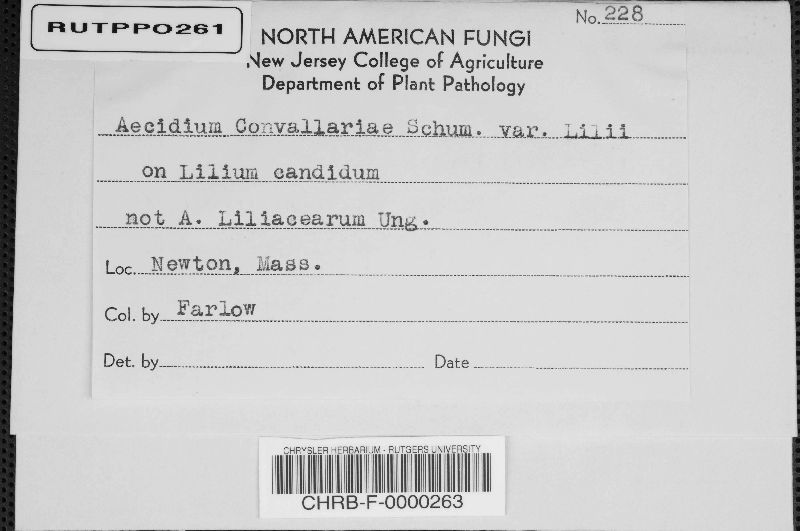 RUTPP0261
No. 228
NORTH AMERICAN FUNGI
New Jersey College of Agriculture
Department of Plant Pathology
Aecidium Convallariae Schum. var. Lilii
on Lilium candidum
not A. Liliacearum Ung.
Loc. Newton, Mass.
Col. by Farlow
Det. by Date
CHRYSLER HERBARIUM - RUTGERS UNIVERSITY
CHRB-F-0000263